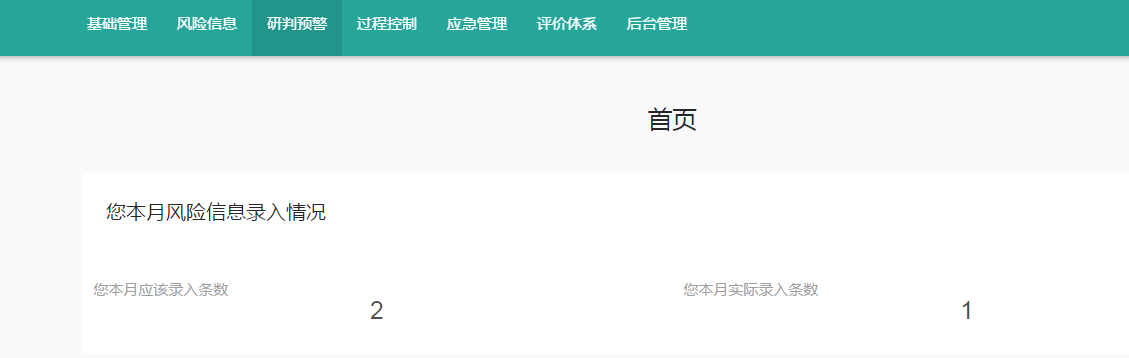 基础管理 风险信息 研判预警 过程控制 应急管理 评价体系 后台管理
首页
您本月风险信息录入情况
您本月应该录入条数 您本月实际录入条数
2 1